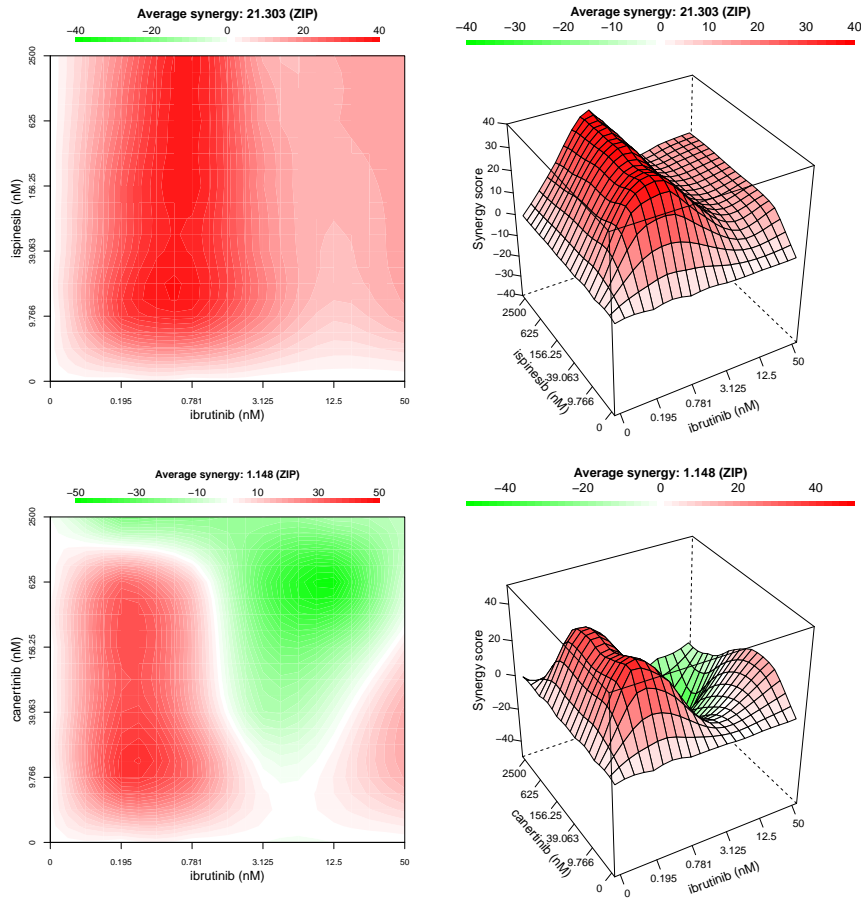 Average synergy: 21.303 (ZIP)
−40 −20 0 20 40
ispinesib (nM)
2500
625
156.25
39.063
9.766
0
0 0.195 0.781 3.125 12.5 50
ibrutinib (nM)
Average synergy: 21.303 (ZIP)
−40 −30 −20 −10 0 10 20 30 40
Synergy score
40
30
20
10
0
−10
−20
−30
−40
2500
625
156.25
39.063
9.766
0
ispinesib (nM)
0 0.195 0.781 3.125 12.5 50
ibrutinib (nM)
Average synergy: 1.148 (ZIP)
−50 −30 −10 10 30 50
canertinib (nM)
2500
625
156.25
39.063
9.766
0
0 0.195 0.781 3.125 12.5 50
ibrutinib (nM)
Average synergy: 1.148 (ZIP)
−40 −20 0 20 40
Synergy score
40
20
0
−20
−40
2500
625
156.25
39.063
9.766
0
canertinib (nM)
0 0.195 0.781 3.125 12.5 50
ibrutinib (nM)